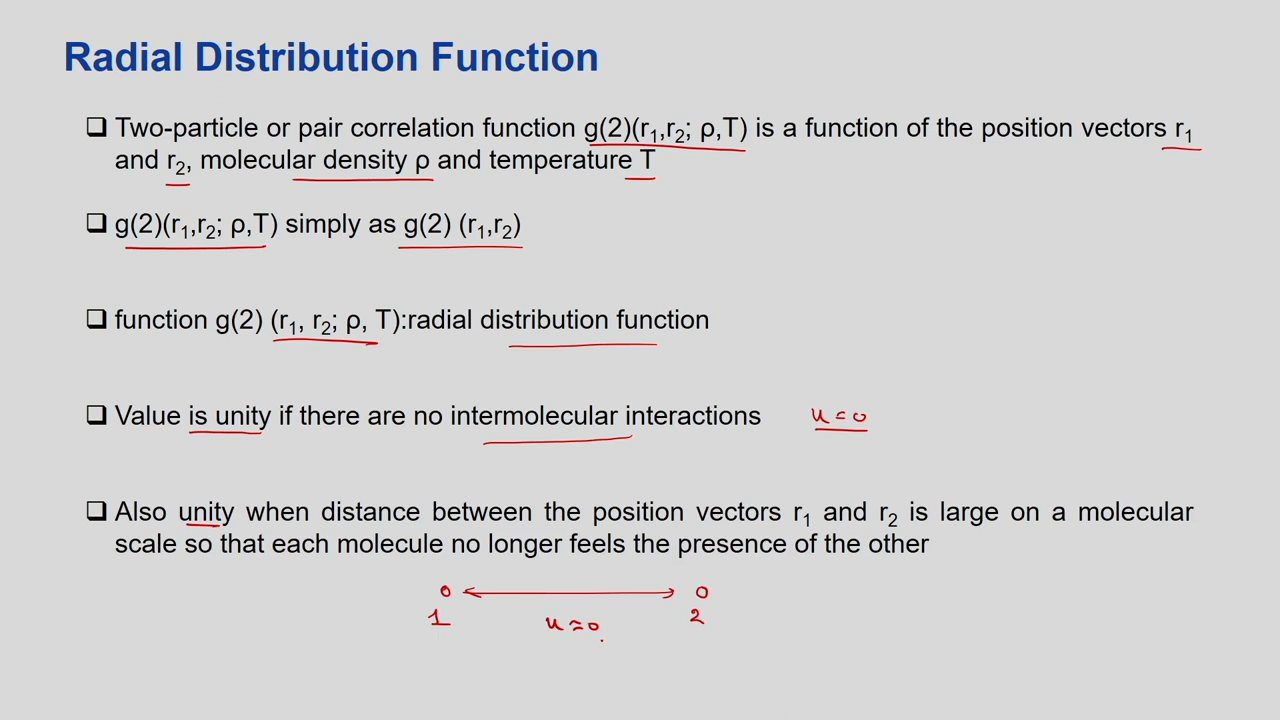 Radial Distribution Function
❑ Two-particle or pair correlation function g(2)(r₁,r₂; ρ,T) is a function of the position vectors r₁
and r₂, molecular density ρ and temperature T
❑ g(2)(r₁,r₂; ρ,T) simply as g(2) (r₁,r₂)
❑ function g(2) (r₁, r₂; ρ, T):radial distribution function
❑ Value is unity if there are no intermolecular interactions u=0
❑ Also unity when distance between the position vectors r₁ and r₂ is large on a molecular
scale so that each molecule no longer feels the presence of the other
1 u≈0 2